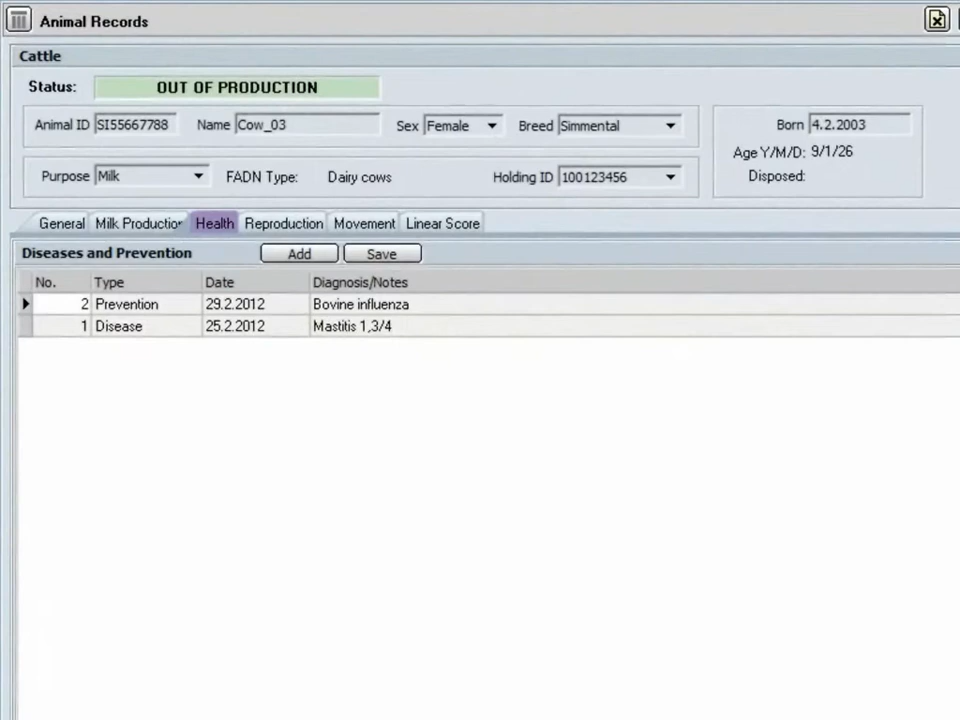 Animal Records
Cattle
Status: OUT OF PRODUCTION
Animal ID SI55667788 Name Cow_03 Sex Female Breed Simmental Born 4.2.2003
Age Y/M/D: 9/1/26
Purpose Milk FADN Type: Dairy cows Holding ID 100123456 Disposed:
General Milk Production Health Reproduction Movement Linear Score
Diseases and Prevention Add Save
No. Type Date Diagnosis/Notes
2 Prevention 29.2.2012 Bovine influenza
1 Disease 25.2.2012 Mastitis 1,3/4